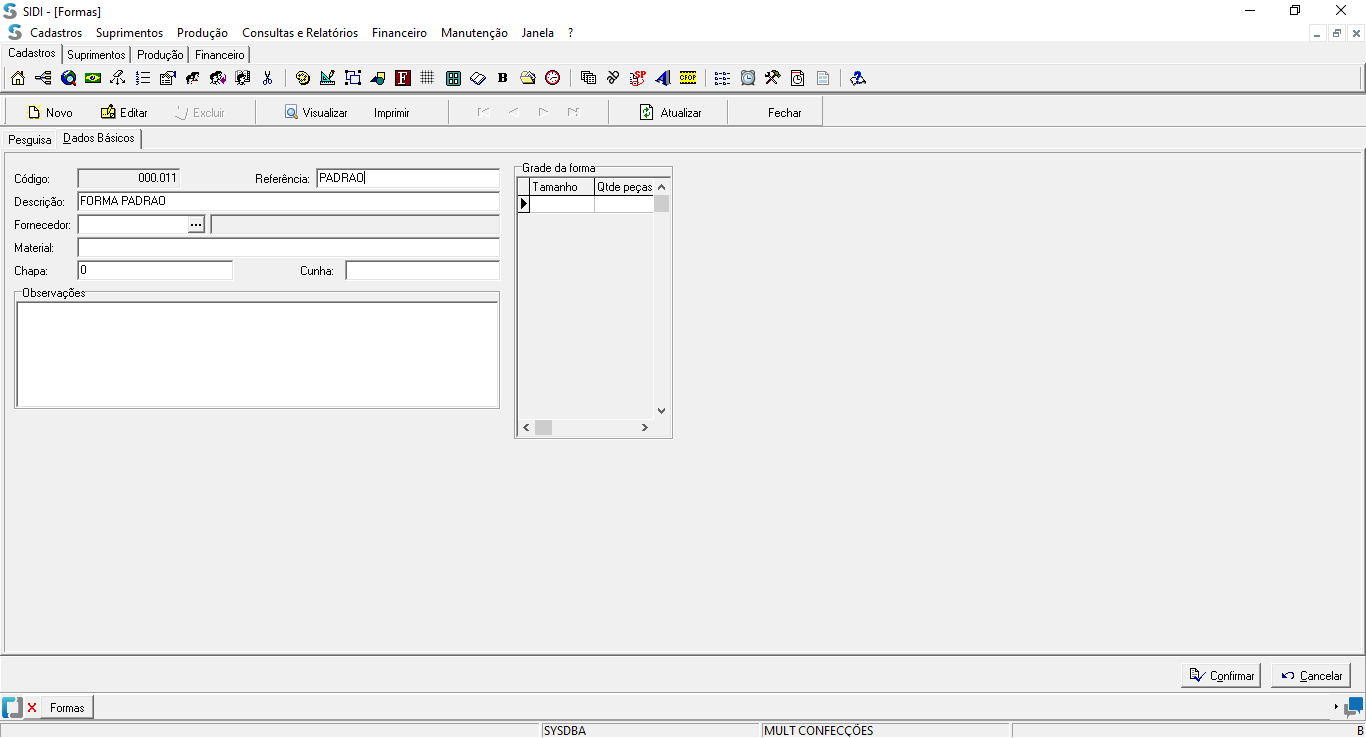 SIDI - [Formas]
Cadastros Suprimentos Produção Consultas e Relatórios Financeiro Manutenção Janela ?
Cadastros Suprimentos Produção Financeiro
F B SP CFOP
Novo Editar Excluir Visualizar Imprimir Atualizar Fechar
Pesquisa Dados Básicos
Código: 000.011 Referência: PADRAO
Descrição: FORMA PADRAO
Fornecedor: ...
Material:
Chapa: 0 Cunha:
Observações
Grade da forma
Tamanho Qtde peças
Confirmar Cancelar
Formas
SYSDBA MULT CONFECÇÕES B